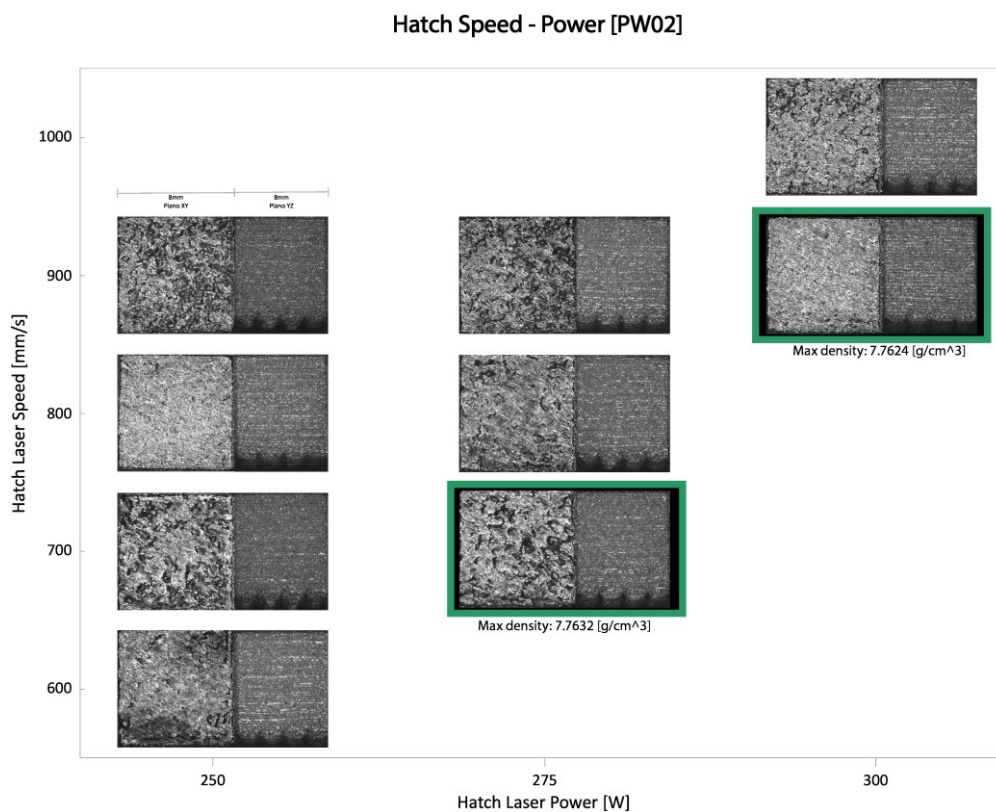 Hatch Speed - Power [PW02]
1000
8mm
Plano XY
8mm
Plano YZ
900
Max density: 7.7624 [g/cm^3]
800
700
Max density: 7.7632 [g/cm^3]
600
Hatch Laser Speed [mm/s]
250
275
300
Hatch Laser Power [W]